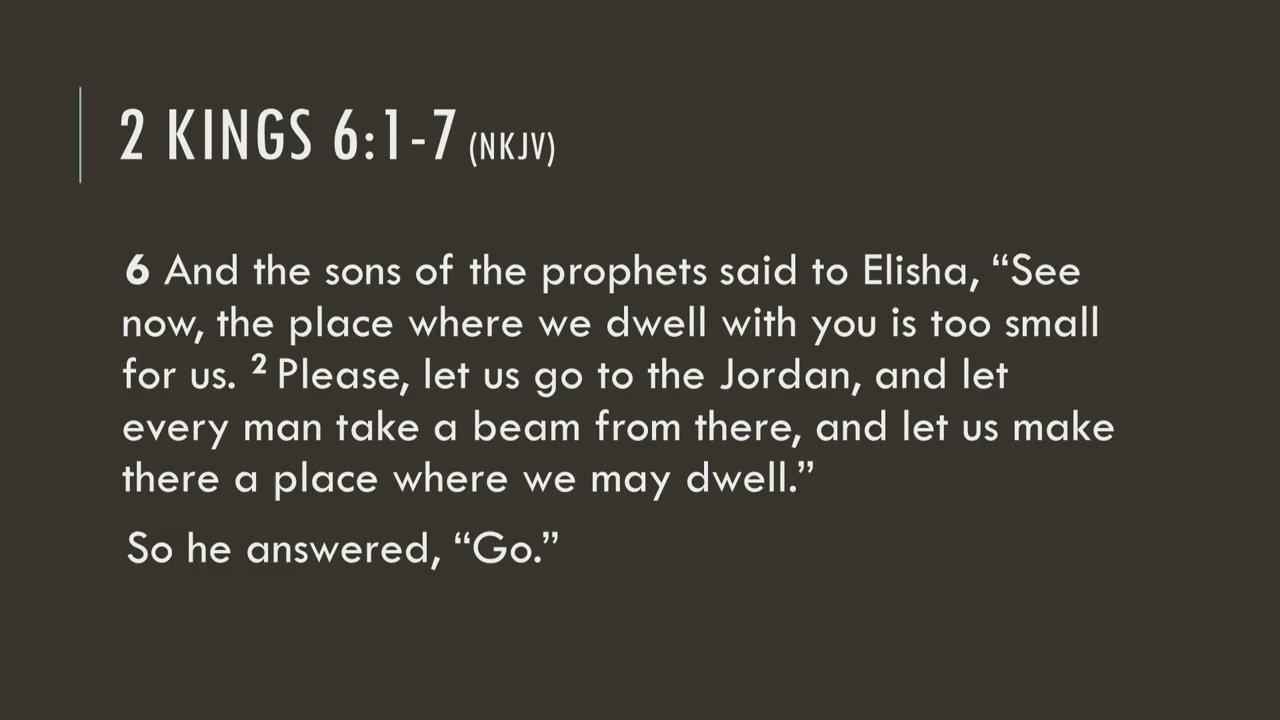 2 KINGS 6:1-7 (NKJV)
6 And the sons of the prophets said to Elisha, “See
now, the place where we dwell with you is too small
for us. ² Please, let us go to the Jordan, and let
every man take a beam from there, and let us make
there a place where we may dwell.”
So he answered, “Go.”